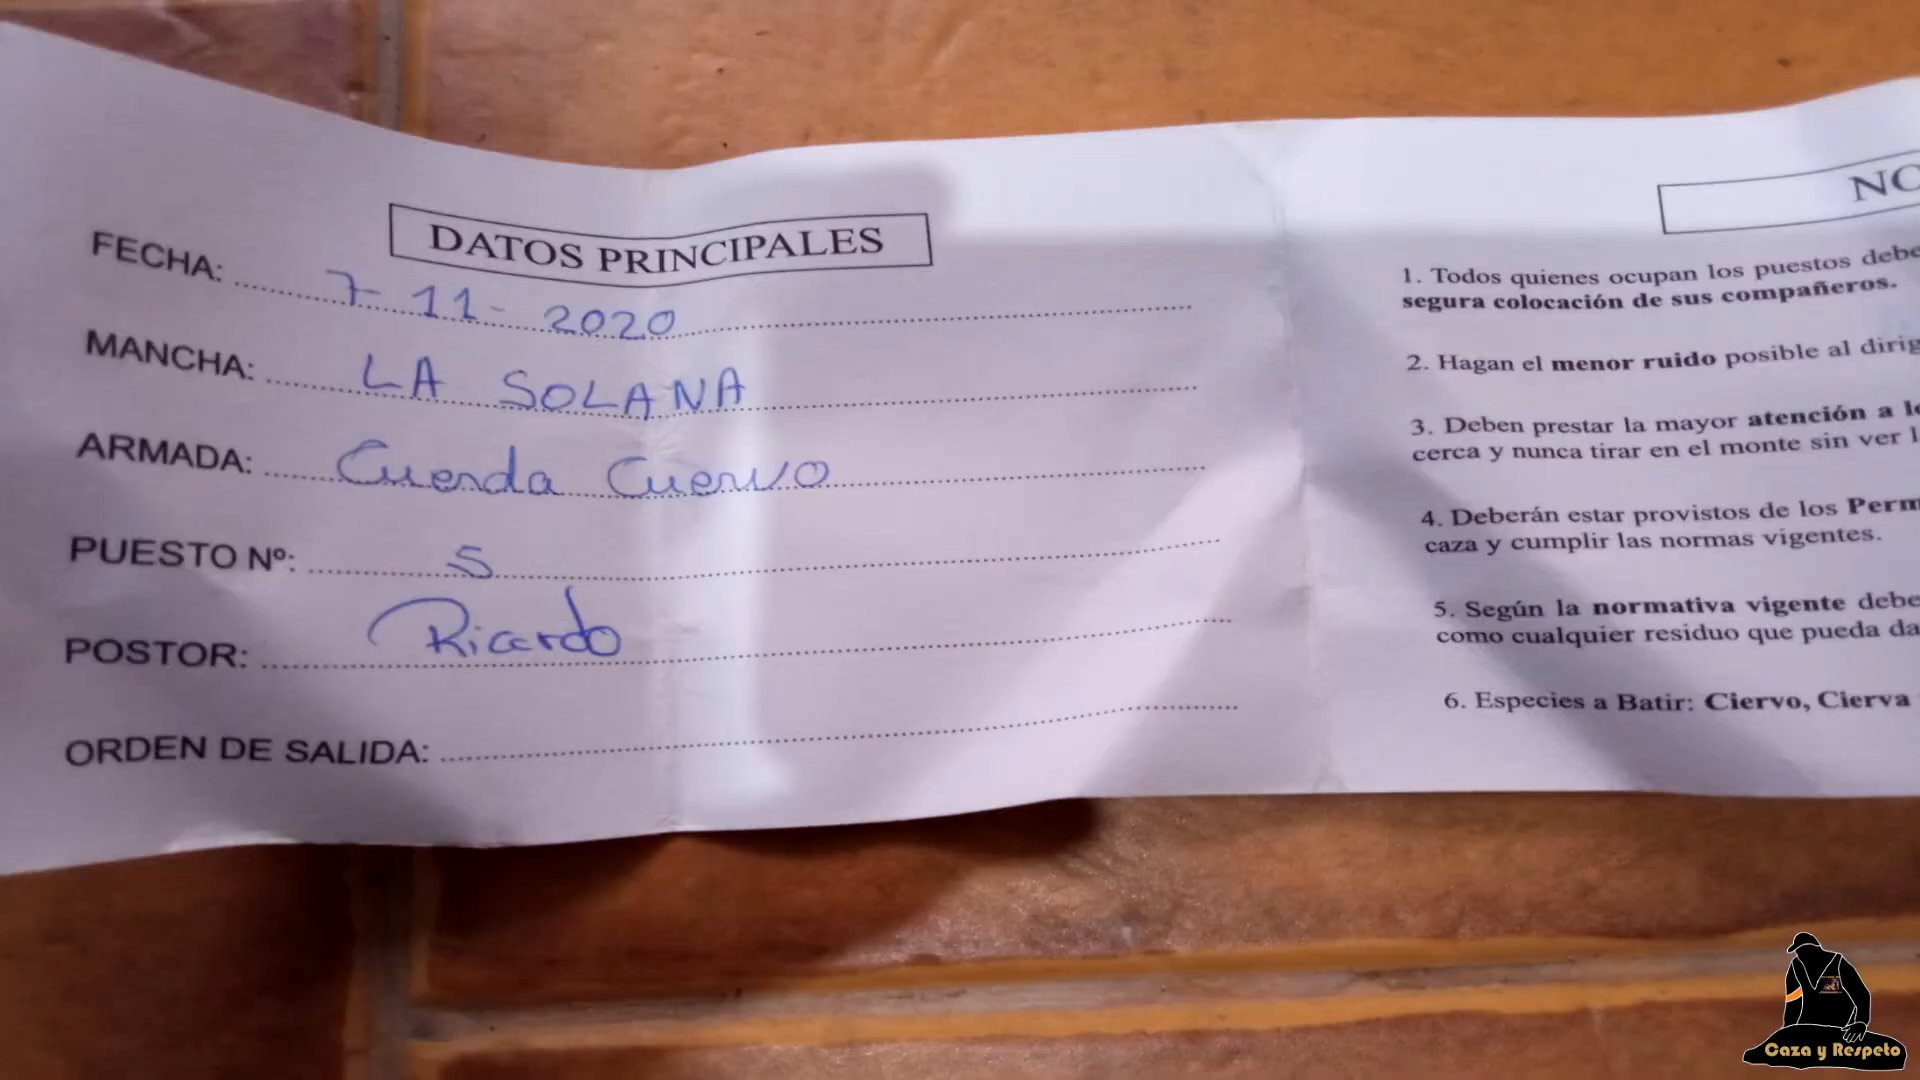 DATOS PRINCIPALES
FECHA: 7-11-2020
MANCHA: LA SOLANA
ARMADA: Cuerda Cuervo
PUESTO Nº: 5
POSTOR: Ricardo
ORDEN DE SALIDA:
1. Todos quienes ocupan los puestos
segura colocación de sus compañeros.
2. Hagan el menor ruido posible al
3. Deben prestar la mayor atención a
cerca y nunca tirar en el monte sin ver
4. Deberán estar provistos de los
caza y cumplir las normas vigentes.
5. Según la normativa vigente
como cualquier residuo que pueda
6. Especies a Batir: Ciervo, Cierva
Caza y Respeto